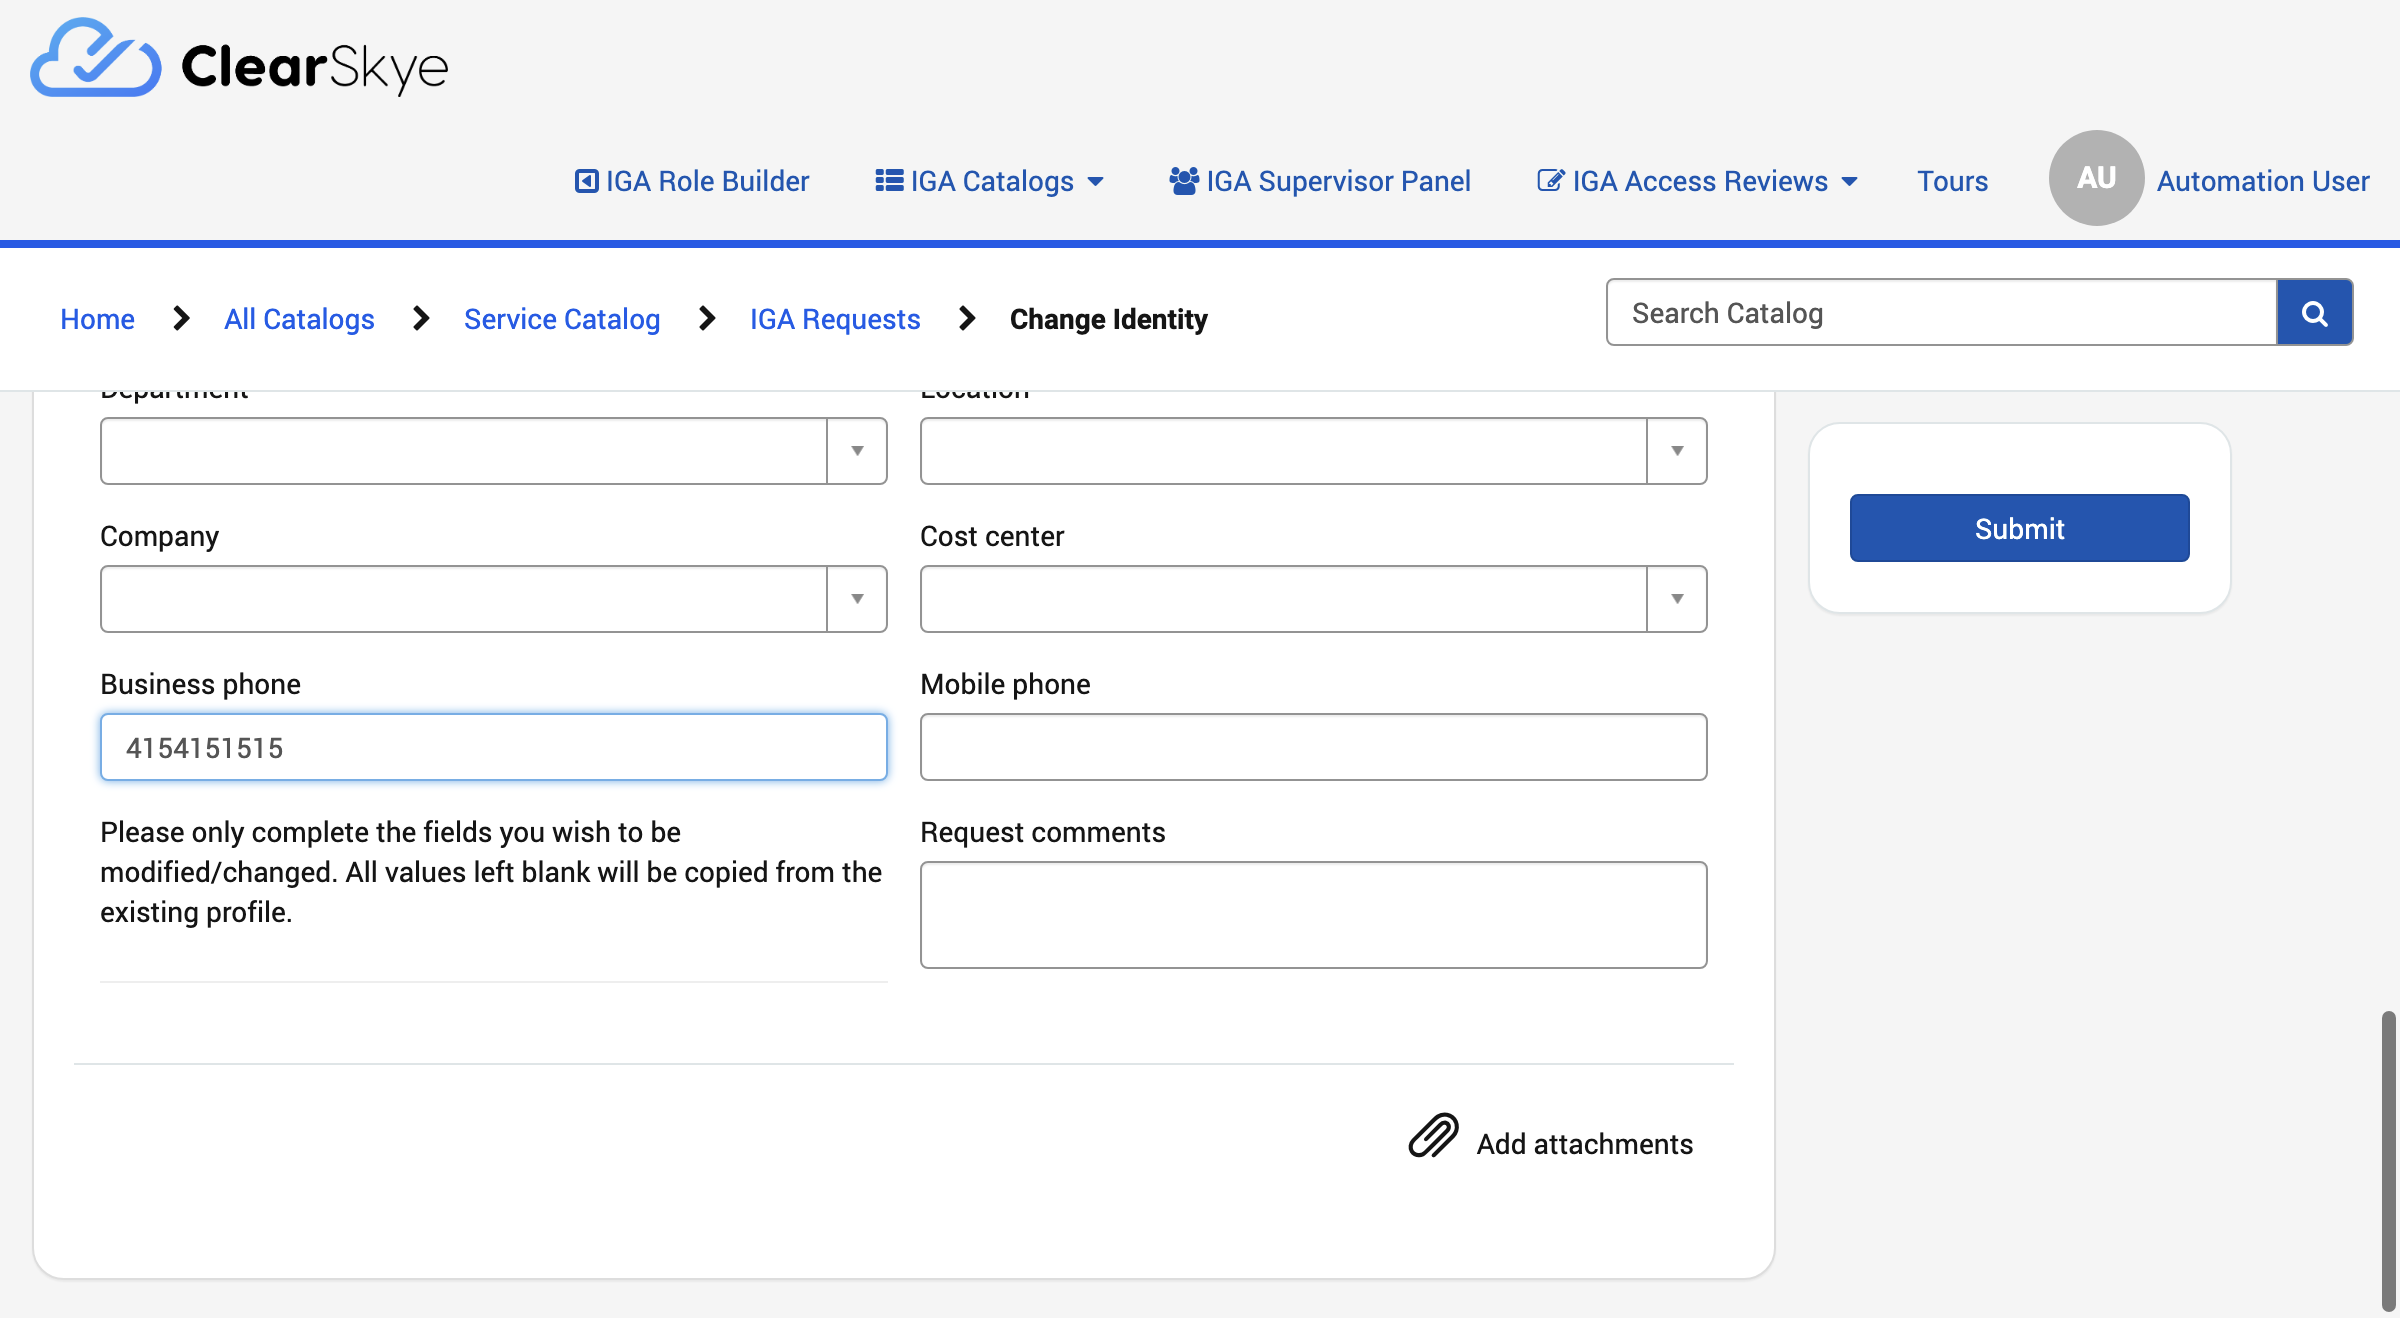 ClearSkye
IGA Role Builder
IGA Catalogs
IGA Supervisor Panel
IGA Access Reviews
Tours
AU
Automation User
Home
All Catalogs
Service Catalog
IGA Requests
Change Identity
Search Catalog
Department
Location
Submit
Company
Cost center
Business phone
Mobile phone
4154151515
Please only complete the fields you wish to be
modified/changed. All values left blank will be copied from the
existing profile.
Request comments
Add attachments